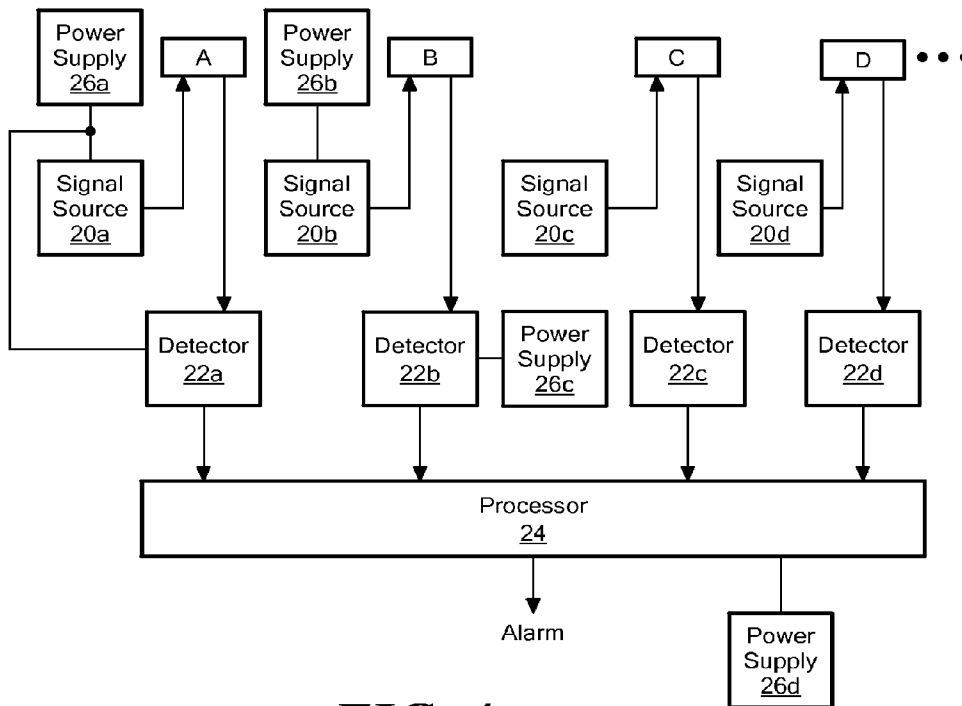 Power
Supply
26a
A
Power
Supply
26b
B
C
D
Signal
Source
20a
Signal
Source
20b
Signal
Source
20c
Signal
Source
20d
Detector
22a
Detector
22b
Power
Supply
26c
Detector
22c
Detector
22d
Processor
24
Alarm
Power
Supply
26d
FIG.